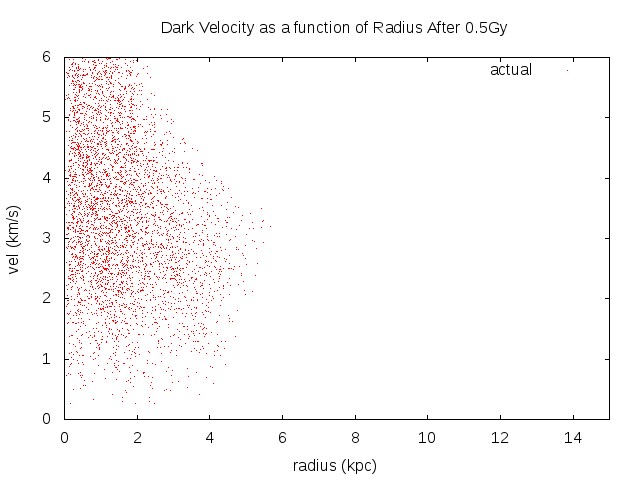 Dark Velocity as a function of Radius After 0.5Gy
actual
6
5
4
3
2
1
0
vel (km/s)
0 2 4 6 8 10 12 14
radius (kpc)